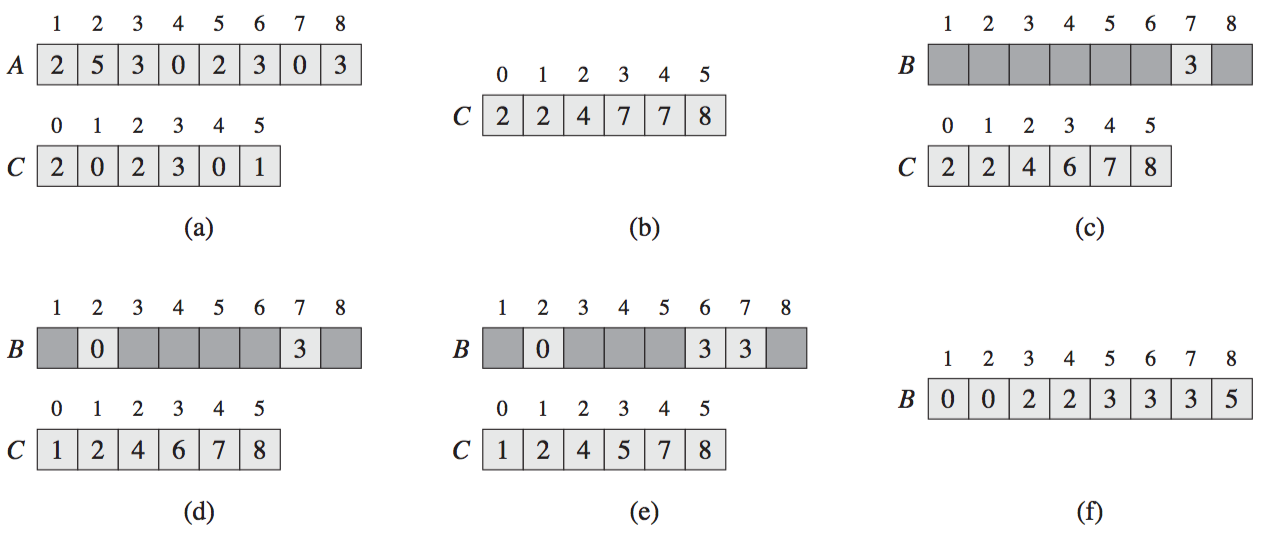 1 2 3 4 5 6 7 8
A 2 5 3 0 2 3 0 3
0 1 2 3 4 5
C 2 0 2 3 0 1
(a)
0 1 2 3 4 5
C 2 2 4 7 7 8
(b)
1 2 3 4 5 6 7 8
B 3
0 1 2 3 4 5
C 2 2 4 6 7 8
(c)
1 2 3 4 5 6 7 8
B 0 3
0 1 2 3 4 5
C 1 2 4 6 7 8
(d)
1 2 3 4 5 6 7 8
B 0 3 3
0 1 2 3 4 5
C 1 2 4 5 7 8
(e)
1 2 3 4 5 6 7 8
B 0 0 2 2 3 3 3 5
(f)